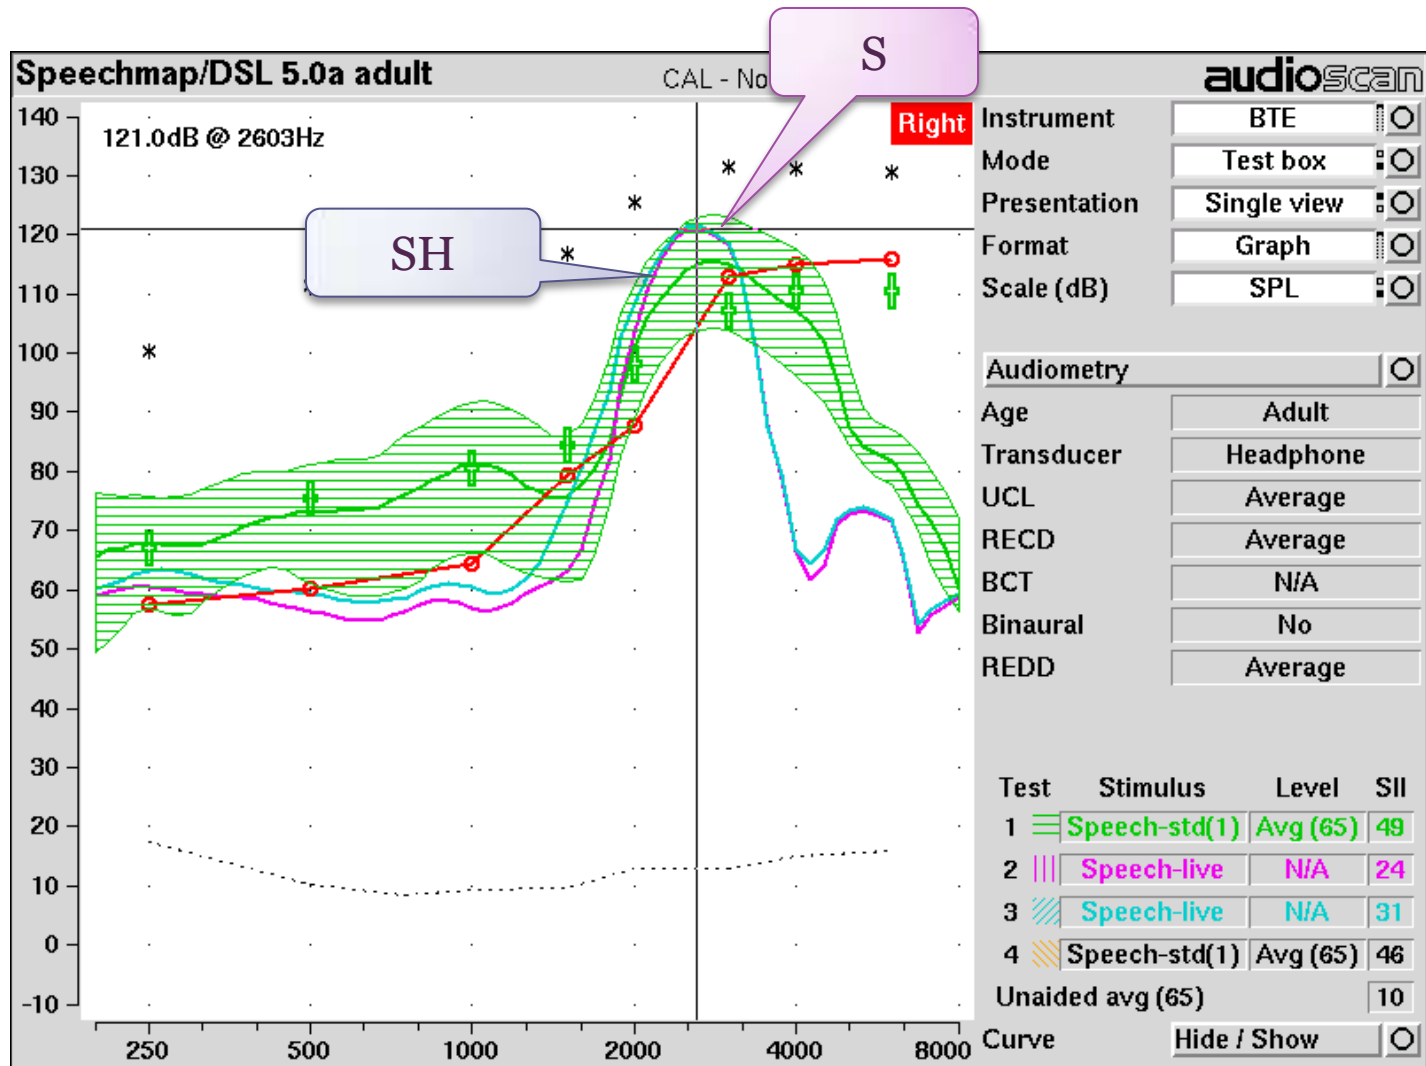 S
Speechmap/DSL 5.0a adult
CAL - No
audioscan
140
130
120
110
100
90
80
70
60
50
40
30
20
10
0
-10
121.0dB @ 2603Hz
Right
SH
250 500 1000 2000 4000 8000
Instrument BTE
Mode Test box
Presentation Single view
Format Graph
Scale (dB) SPL
Audiometry
Age Adult
Transducer Headphone
UCL Average
RECD Average
BCT N/A
Binaural No
REDD Average
Test Stimulus Level SII
1 Speech-std(1) Avg (65) 49
2 Speech-live N/A 24
3 Speech-live N/A 31
4 Speech-std(1) Avg (65) 46
Unaided avg (65) 10
Curve Hide / Show